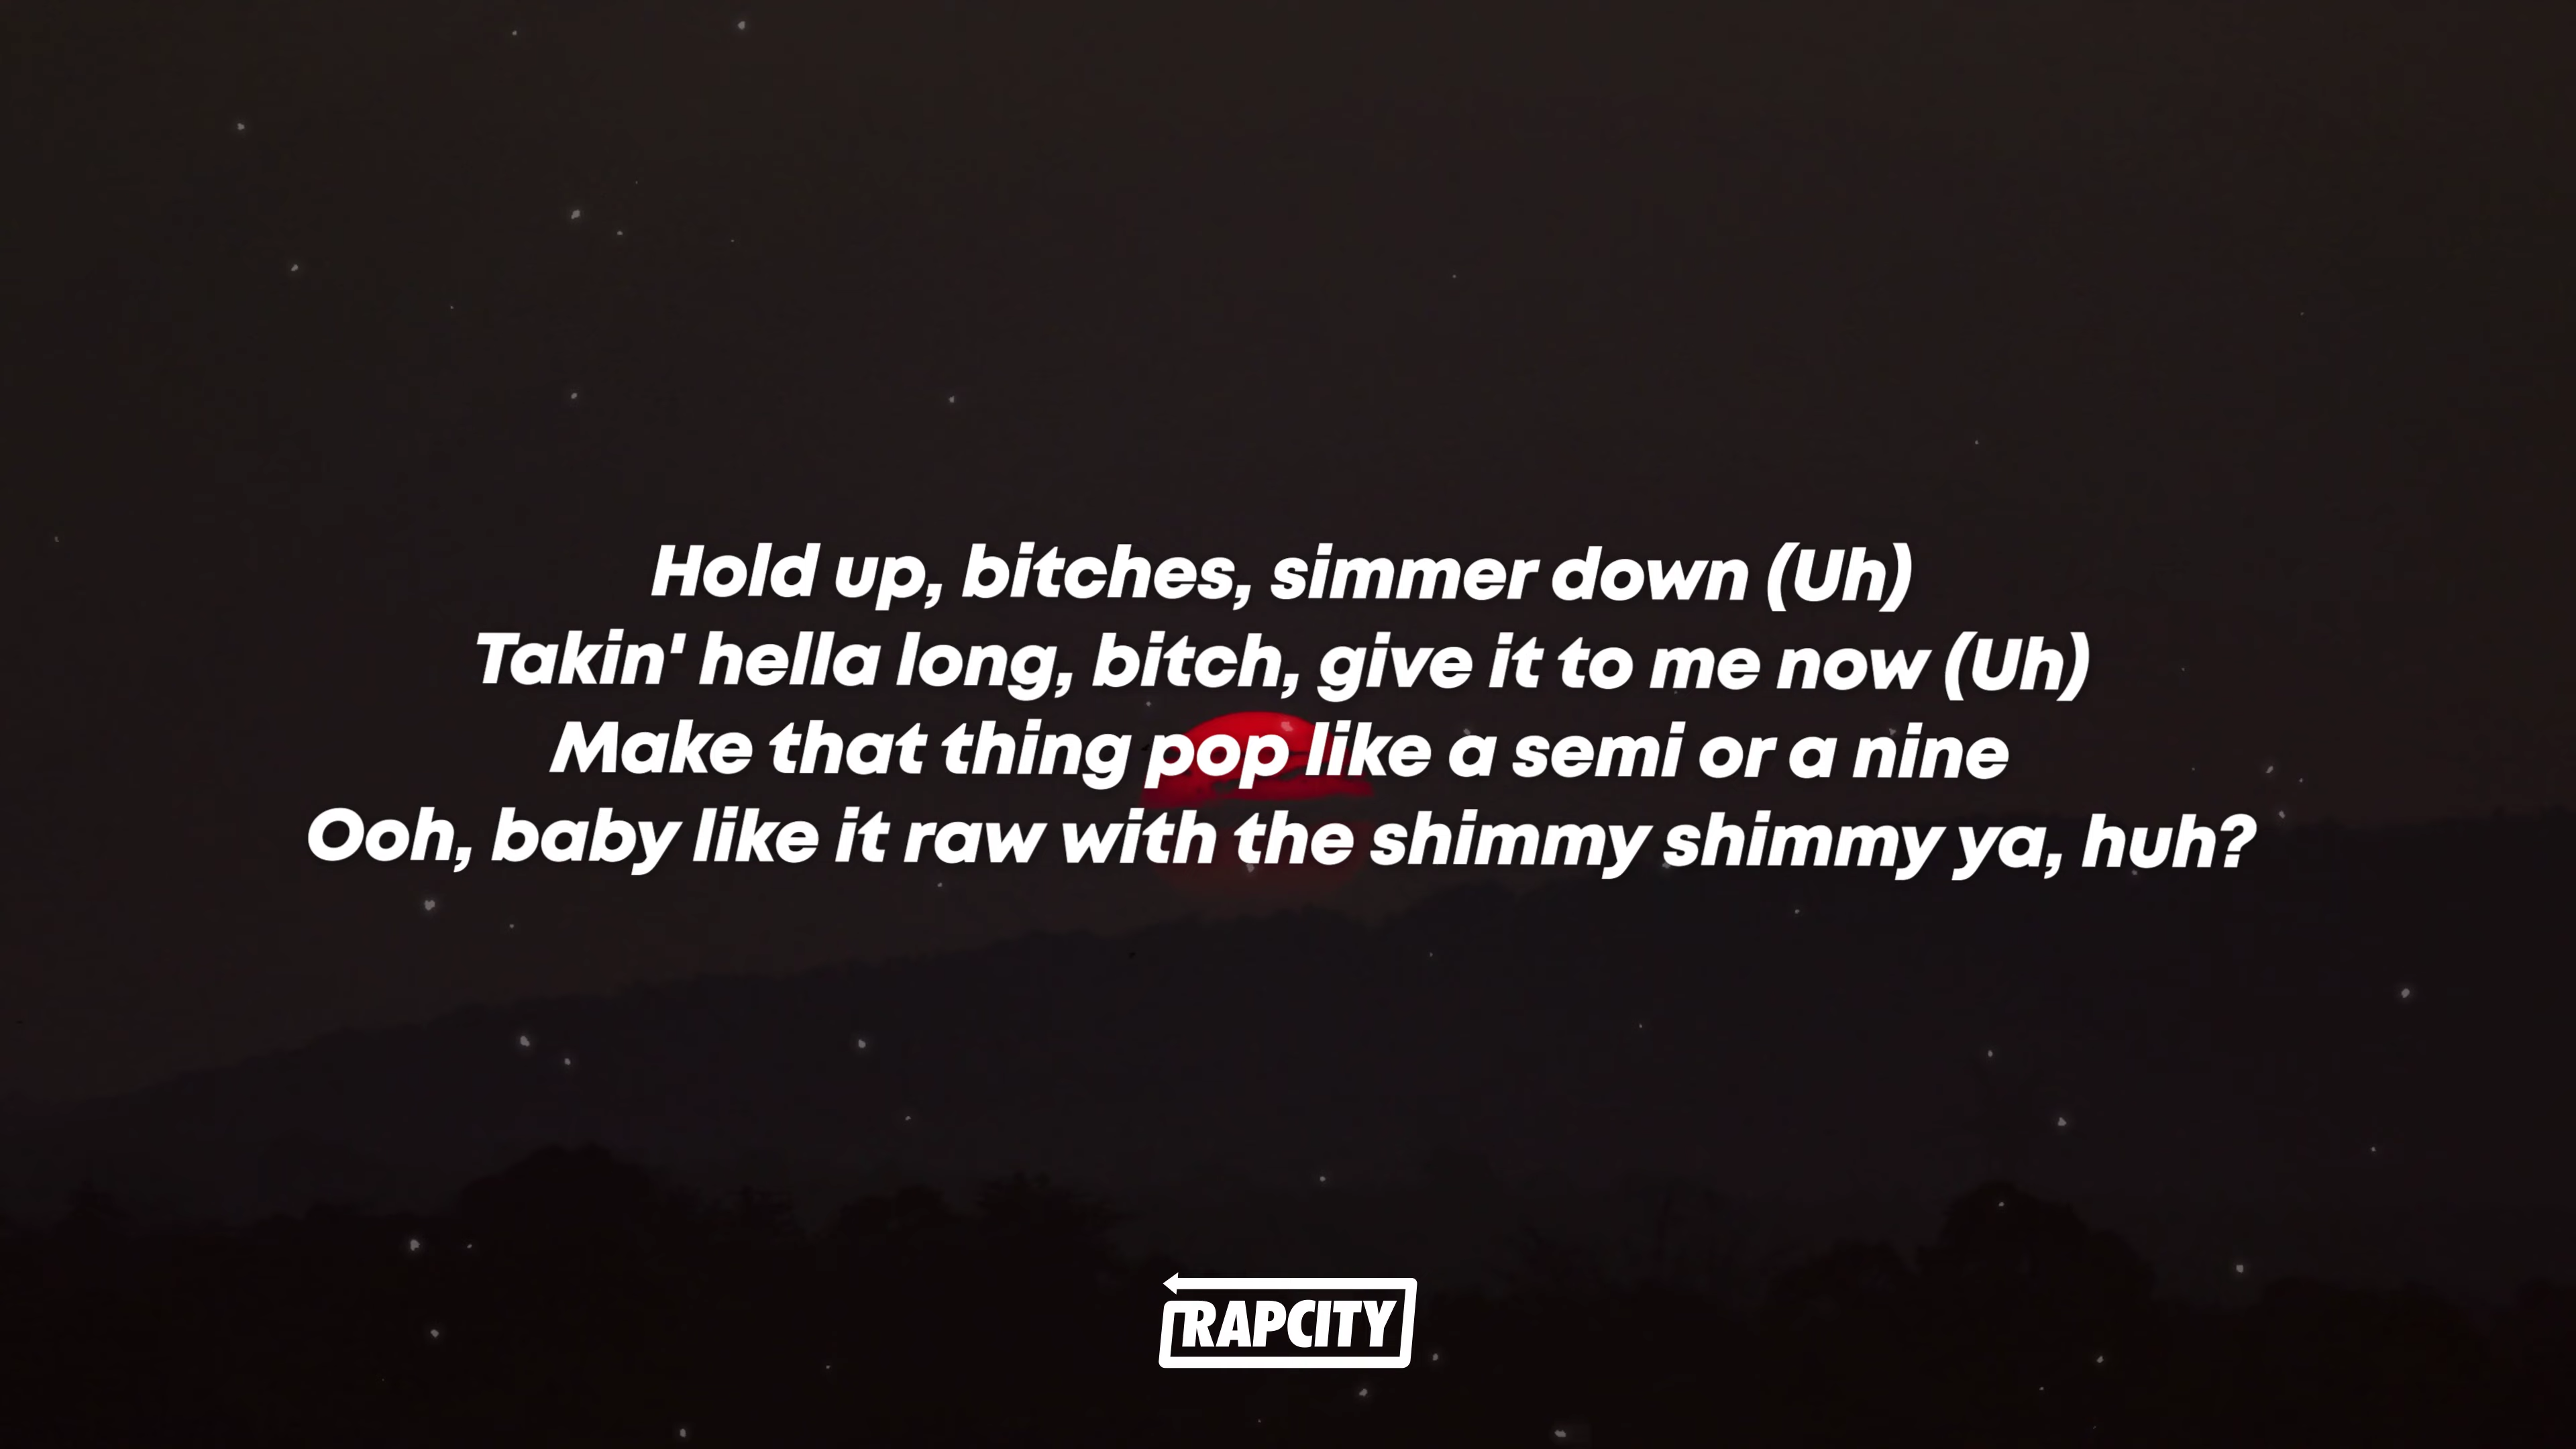 Hold up, bitches, simmer down (Uh)
Takin' hella long, bitch, give it to me now (Uh)
Make that thing pop like a semi or a nine
Ooh, baby like it raw with the shimmy shimmy ya, huh?
RAPCITY